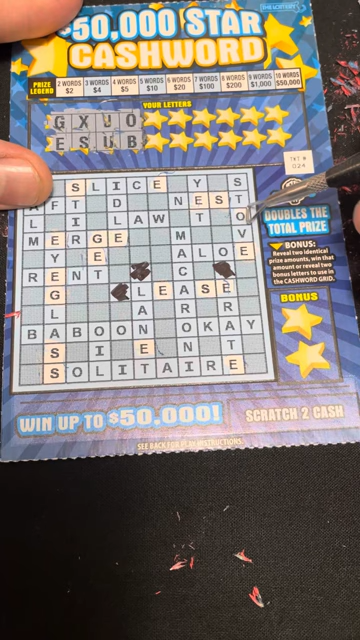 THE LOTTERY
$50,000 STAR
CASHWORD
PRIZE LEGEND
2 WORDS $2
3 WORDS $4
4 WORDS $5
5 WORDS $10
6 WORDS $20
7 WORDS $100
8 WORDS $200
9 WORDS $1,000
10 WORDS $50,000
YOUR LETTERS
G X U O
E S U B
TKT #
024
SLICE
NEST
LAW
MERGE
ALOE
RENT
LEASE
BABOON
OKAY
SOLITAIRE
DOUBLES THE
TOTAL PRIZE
BONUS:
Reveal two identical
prize amounts, win that
amount or reveal two
bonus letters to use in
the CASHWORD GRID.
BONUS
WIN UP TO $50,000!
SCRATCH 2 CASH
SEE BACK FOR PLAY INSTRUCTIONS.